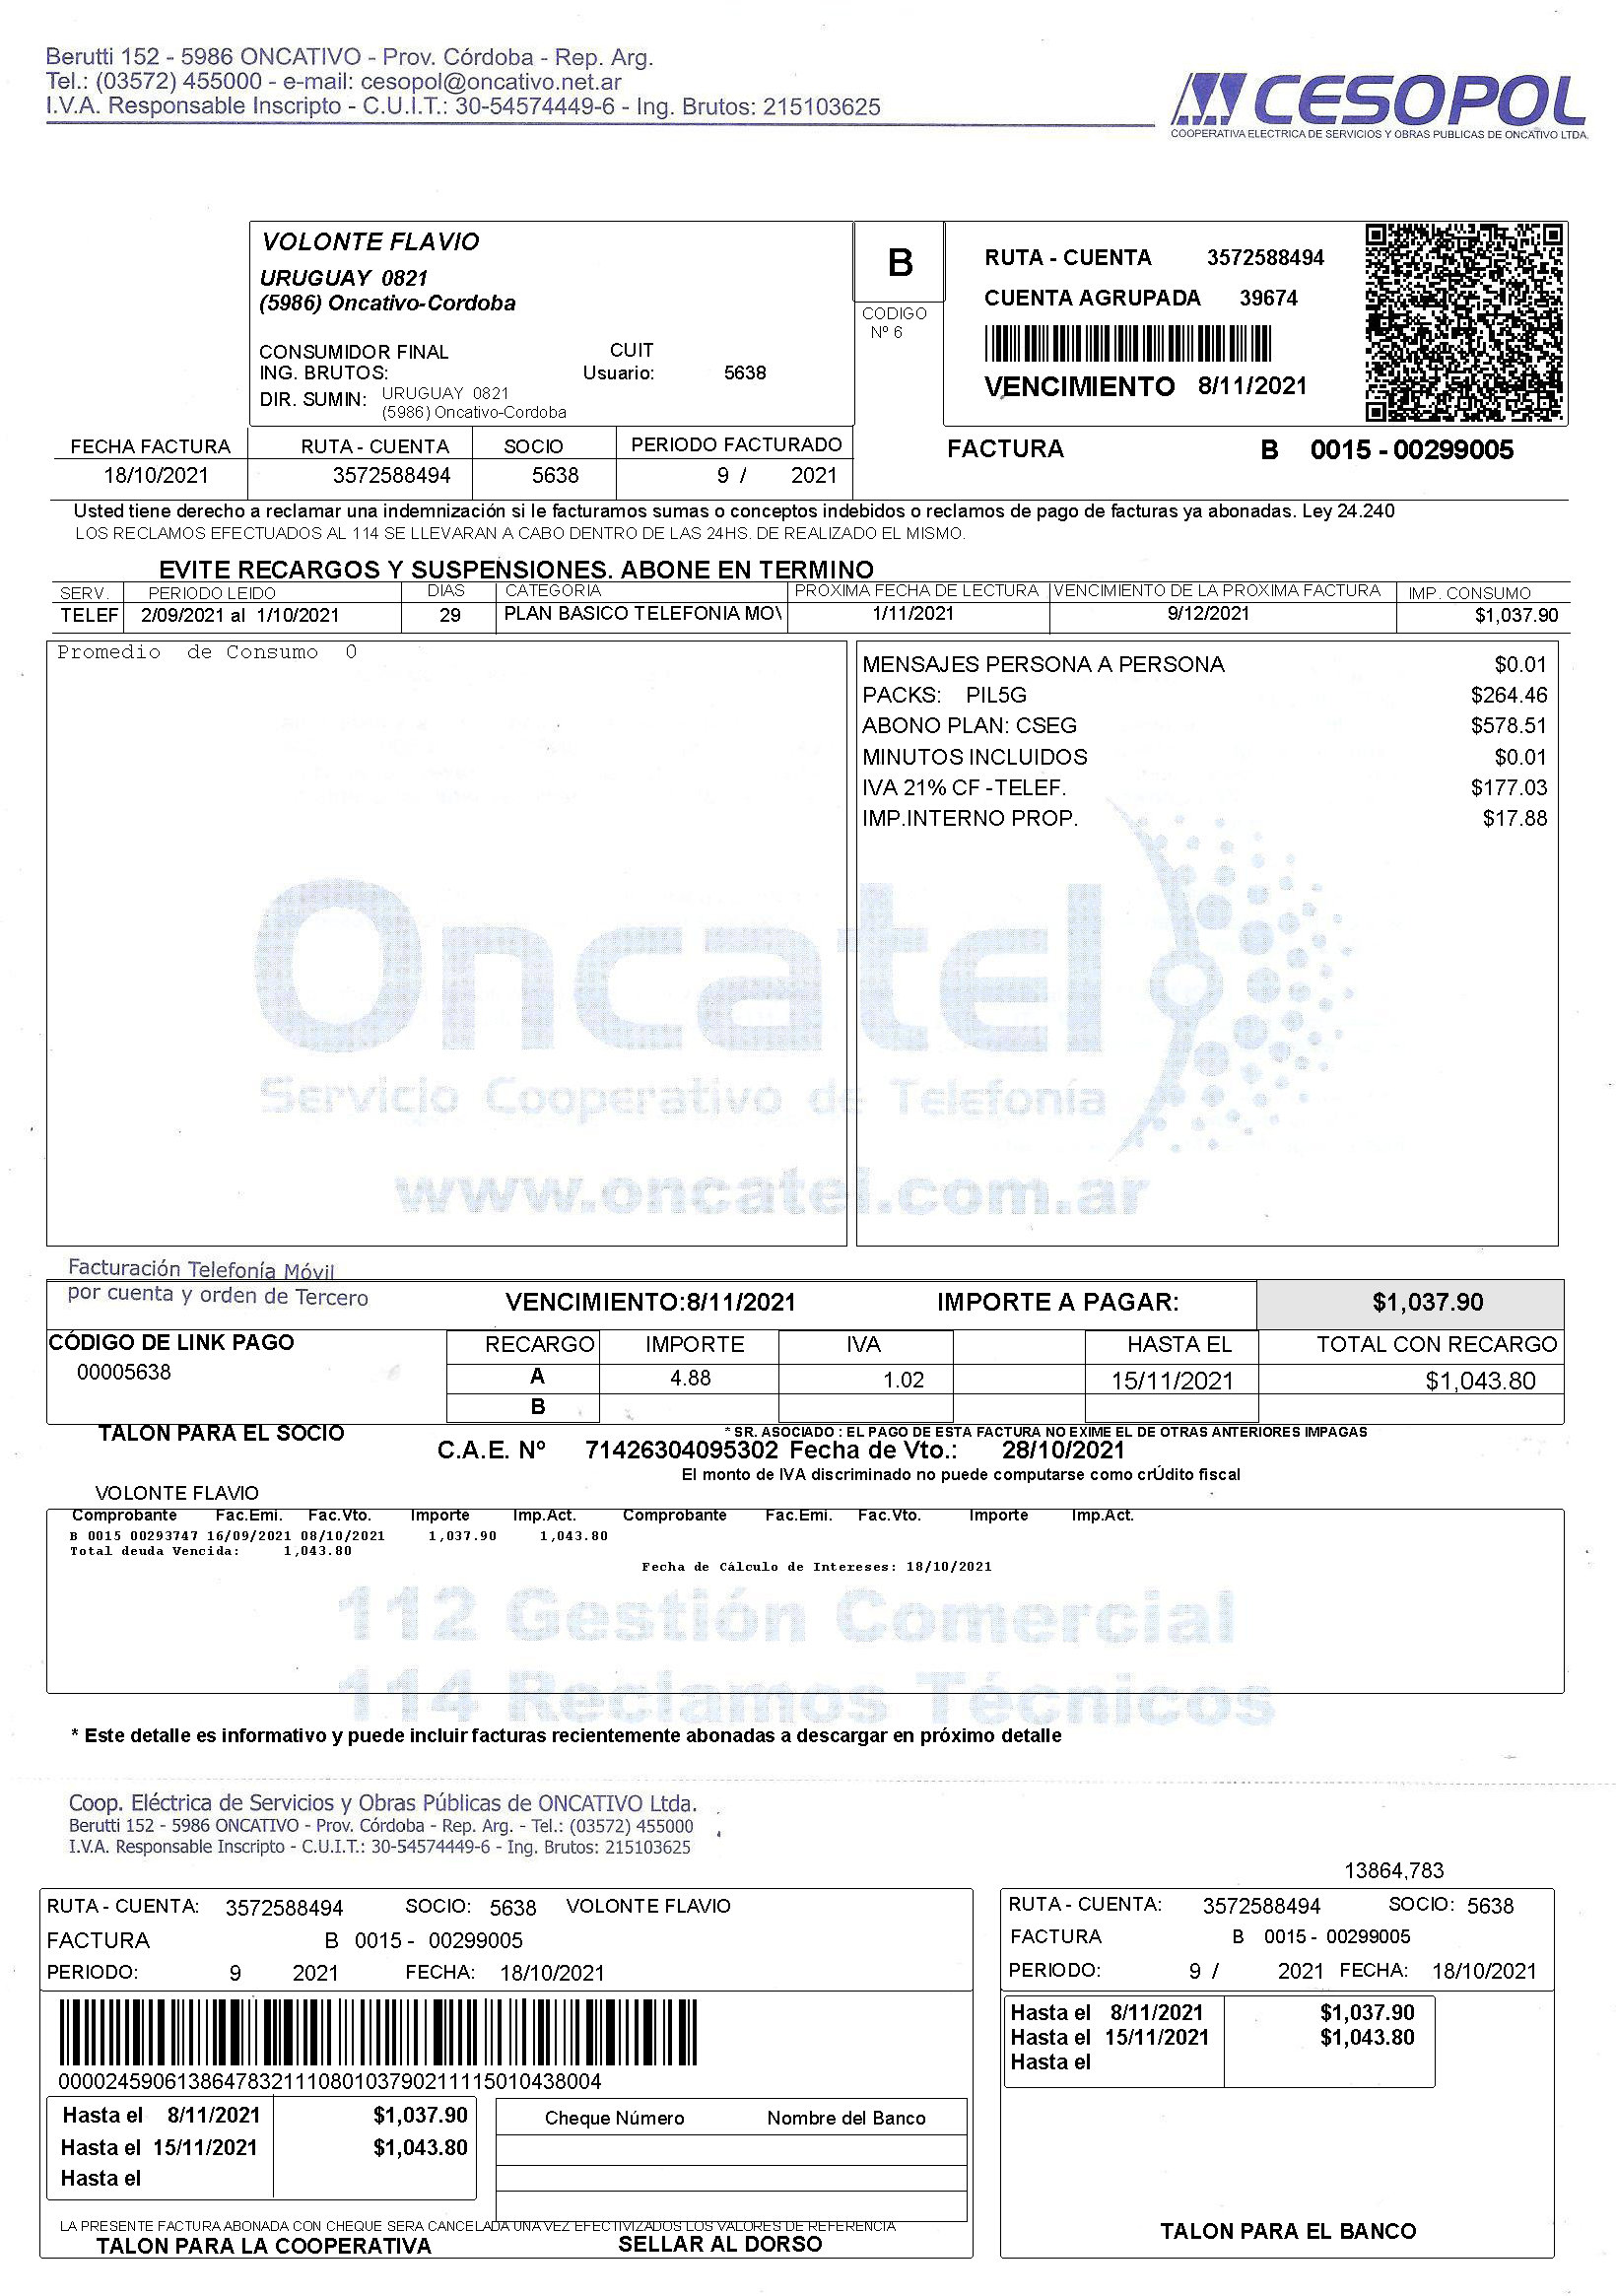 Berutti 152 - 5986 ONCATIVO - Prov. Córdoba - Rep. Arg.
Tel.: (03572) 455000 - e-mail: cesopol@oncativo.net.ar
I.V.A. Responsable Inscripto - C.U.I.T.: 30-54574449-6 - Ing. Brutos: 215103625
CESOPOL
COOPERATIVA ELECTRICA DE SERVICIOS Y OBRAS PUBLICAS DE ONCATIVO LTDA.
VOLONTE FLAVIO
URUGUAY 0821
(5986) Oncativo-Cordoba
CONSUMIDOR FINAL CUIT
ING. BRUTOS: Usuario: 5638
DIR. SUMIN: URUGUAY 0821
(5986) Oncativo-Cordoba
B
CODIGO
Nº 6
RUTA - CUENTA 3572588494
CUENTA AGRUPADA 39674
VENCIMIENTO 8/11/2021
FECHA FACTURA RUTA - CUENTA SOCIO PERIODO FACTURADO
18/10/2021 3572588494 5638 9 / 2021
FACTURA B 0015 - 00299005
Usted tiene derecho a reclamar una indemnización si le facturamos sumas o conceptos indebidos o reclamos de pago de facturas ya abonadas. Ley 24.240
LOS RECLAMOS EFECTUADOS AL 114 SE LLEVARAN A CABO DENTRO DE LAS 24HS. DE REALIZADO EL MISMO.
EVITE RECARGOS Y SUSPENSIONES. ABONE EN TERMINO
SERV. PERIODO LEIDO DIAS CATEGORIA PROXIMA FECHA DE LECTURA VENCIMIENTO DE LA PROXIMA FACTURA IMP. CONSUMO
TELEF 2/09/2021 al 1/10/2021 29 PLAN BASICO TELEFONIA MOV 1/11/2021 9/12/2021 $1,037.90
Promedio de Consumo 0
MENSAJES PERSONA A PERSONA $0.01
PACKS: PIL5G $264.46
ABONO PLAN: CSEG $578.51
MINUTOS INCLUIDOS $0.01
IVA 21% CF -TELEF. $177.03
IMP.INTERNO PROP. $17.88
Oncatel
Servicio Cooperativo de Telefonía
www.oncatel.com.ar
Facturación Telefonía Móvil
por cuenta y orden de Tercero
VENCIMIENTO:8/11/2021 IMPORTE A PAGAR: $1,037.90
CÓDIGO DE LINK PAGO RECARGO IMPORTE IVA HASTA EL TOTAL CON RECARGO
00005638 A 4.88 1.02 15/11/2021 $1,043.80
B
TALON PARA EL SOCIO
* SR. ASOCIADO : EL PAGO DE ESTA FACTURA NO EXIME EL DE OTRAS ANTERIORES IMPAGAS
C.A.E. Nº 71426304095302 Fecha de Vto.: 28/10/2021
El monto de IVA discriminado no puede computarse como crÚdito fiscal
VOLONTE FLAVIO
Comprobante Fac.Emi. Fac.Vto. Importe Imp.Act. Comprobante Fac.Emi. Fac.Vto. Importe Imp.Act.
B 0015 00293747 16/09/2021 08/10/2021 1,037.90 1,043.80
Total deuda Vencida: 1,043.80
Fecha de Cálculo de Intereses: 18/10/2021
112 Gestión Comercial
114 Reclamos Técnicos
* Este detalle es informativo y puede incluir facturas recientemente abonadas a descargar en próximo detalle
Coop. Eléctrica de Servicios y Obras Públicas de ONCATIVO Ltda.
Berutti 152 - 5986 ONCATIVO - Prov. Córdoba - Rep. Arg. - Tel.: (03572) 455000
I.V.A. Responsable Inscripto - C.U.I.T.: 30-54574449-6 - Ing. Brutos: 215103625
13864,783
RUTA - CUENTA: 3572588494 SOCIO: 5638 VOLONTE FLAVIO
FACTURA B 0015 - 00299005
PERIODO: 9 2021 FECHA: 18/10/2021
0000245906138647832111080103790211115010438004
Hasta el 8/11/2021 $1,037.90
Hasta el 15/11/2021 $1,043.80
Hasta el
Cheque Número Nombre del Banco
LA PRESENTE FACTURA ABONADA CON CHEQUE SERA CANCELADA UNA VEZ EFECTIVIZADOS LOS VALORES DE REFERENCIA
TALON PARA LA COOPERATIVA SELLAR AL DORSO
RUTA - CUENTA: 3572588494 SOCIO: 5638
FACTURA B 0015 - 00299005
PERIODO: 9 / 2021 FECHA: 18/10/2021
Hasta el 8/11/2021 $1,037.90
Hasta el 15/11/2021 $1,043.80
Hasta el
TALON PARA EL BANCO